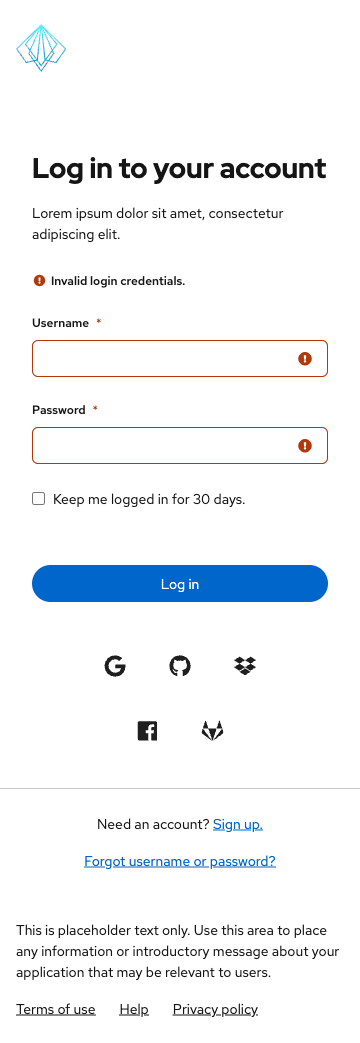 Log in to your account
Lorem ipsum dolor sit amet, consectetur
adipiscing elit.
Invalid login credentials.
Username *
Password *
Keep me logged in for 30 days.
Log in
Need an account? Sign up.
Forgot username or password?
This is placeholder text only. Use this area to place
any information or introductory message about your
application that may be relevant to users.
Terms of use Help Privacy policy